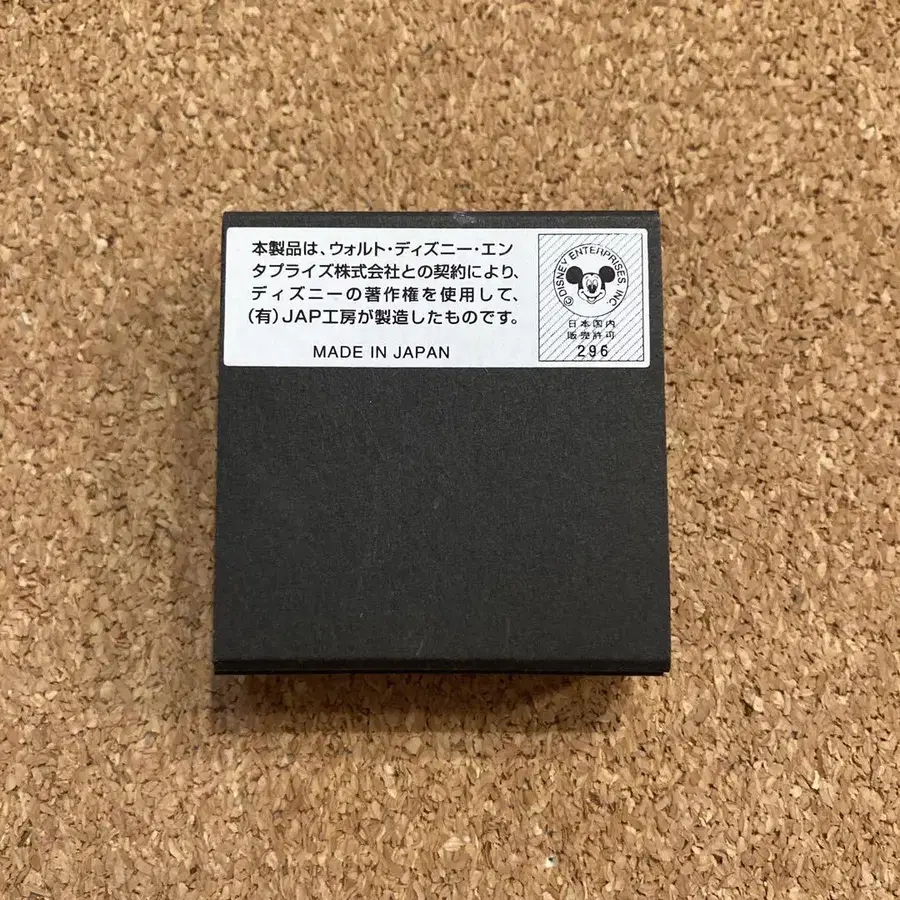 本製品は、ウォルト・ディズニー・エン
タプライズ株式会社との契約により、
ディズニーの著作権を使用して、
(有)JAP工房が製造したものです。
MADE IN JAPAN
©DISNEY ENTERPRISES, INC.
日本国内
販売許可
296